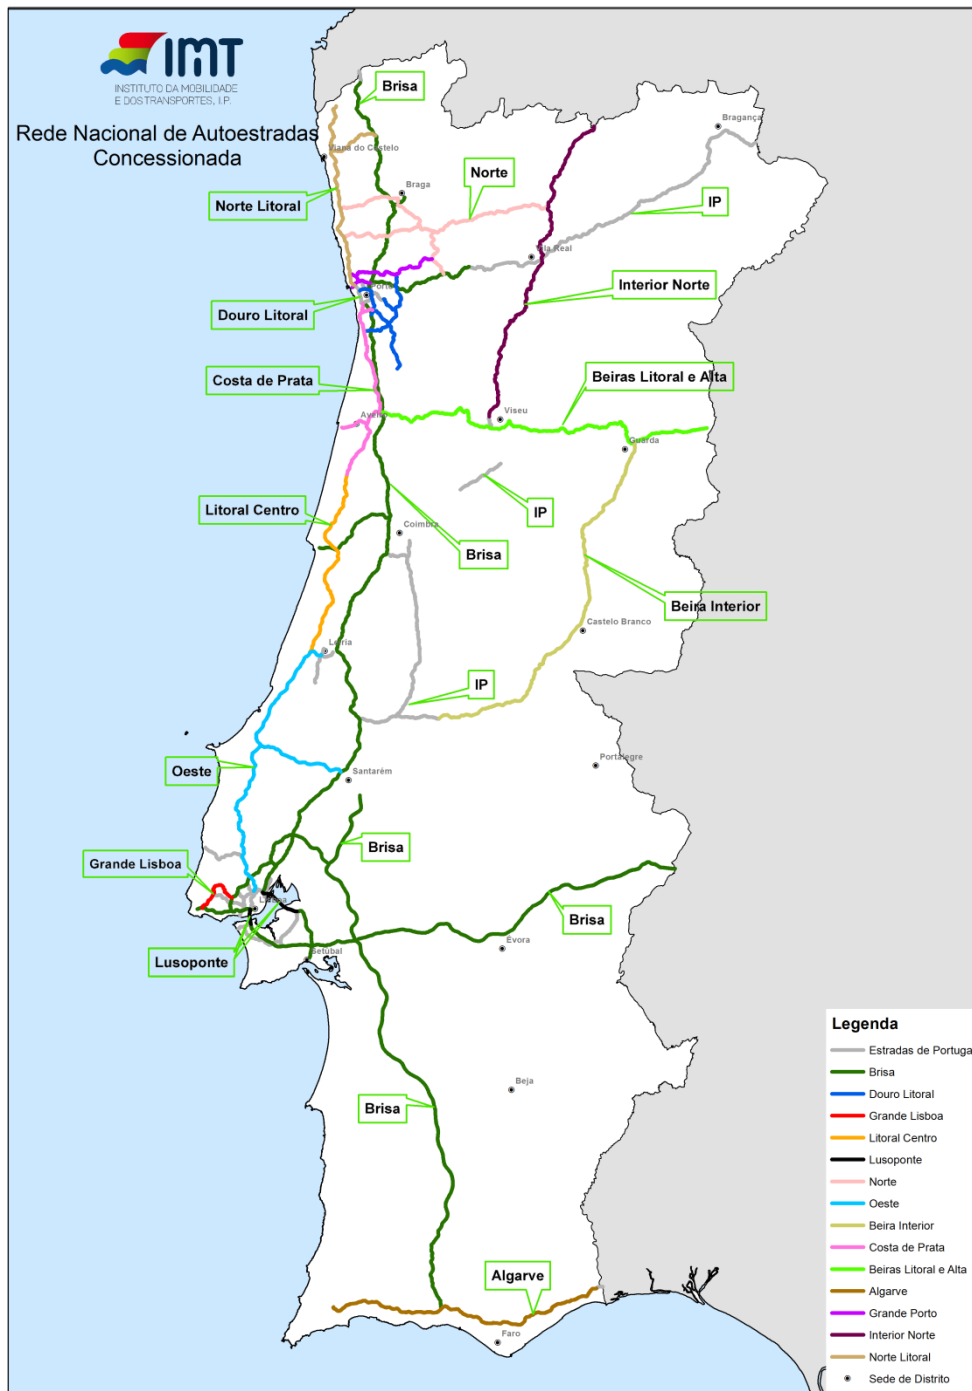 IMT
INSTITUTO DA MOBILIDADE
E DOS TRANSPORTES, I.P.
Rede Nacional de Autoestradas
Concessionada
Brisa
Bragança
Viana do Castelo
Norte
Braga
IP
Norte Litoral
Vila Real
Interior Norte
Porto
Douro Litoral
Beiras Litoral e Alta
Costa de Prata
Aveiro
Viseu
Guarda
Litoral Centro
IP
Coimbra
Brisa
Beira Interior
Castelo Branco
Leiria
IP
Portalegre
Oeste
Santarém
Brisa
Grande Lisboa
Lisboa
Brisa
Évora
Setúbal
Lusoponte
Beja
Brisa
Algarve
Faro
Legenda
Estradas de Portuga
Brisa
Douro Litoral
Grande Lisboa
Litoral Centro
Lusoponte
Norte
Oeste
Beira Interior
Costa de Prata
Beiras Litoral e Alta
Algarve
Grande Porto
Interior Norte
Norte Litoral
Sede de Distrito